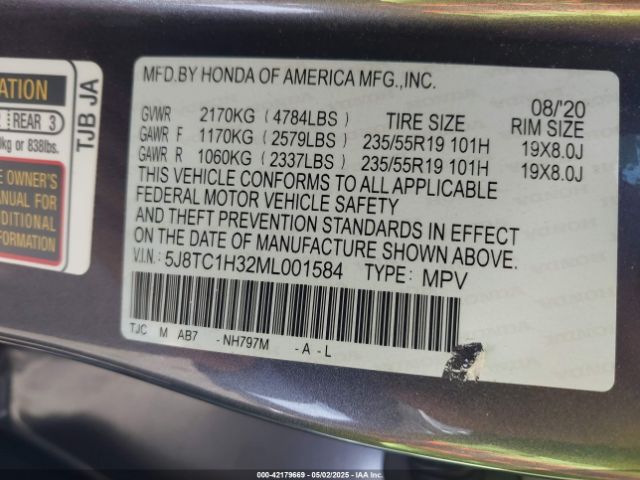 MFD.BY HONDA OF AMERICA MFG.,INC.
08/'20
GVWR 2170KG (4784LBS) TIRE SIZE RIM SIZE
GAWR F 1170KG (2579LBS) 235/55R19 101H 19X8.0J
GAWR R 1060KG (2337LBS) 235/55R19 101H 19X8.0J
THIS VEHICLE CONFORMS TO ALL APPLICABLE
FEDERAL MOTOR VEHICLE SAFETY
AND THEFT PREVENTION STANDARDS IN EFFECT
ON THE DATE OF MANUFACTURE SHOWN ABOVE.
V.I.N.: 5J8TC1H32ML001584 TYPE: MPV
TJC M AB7 -NH797M -A-L
ATION
REAR 3
kg or 838lbs.
OWNER'S
MANUAL FOR
DITIONAL
FORMATION
TJB JA
000-42179669 05/02/2025 IAAI.COM